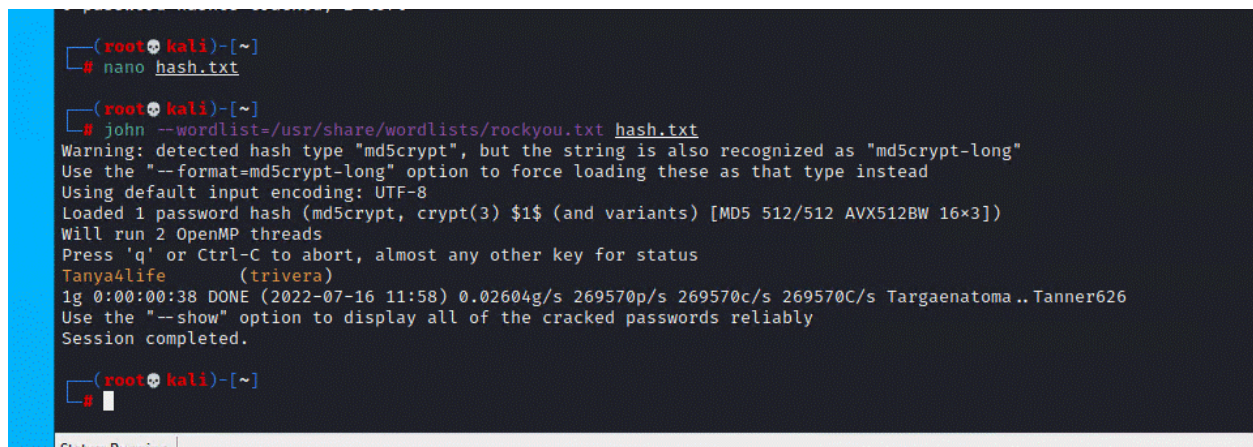 ┌──(root💀kali)-[~]
└─# nano hash.txt
┌──(root💀kali)-[~]
└─# john --wordlist=/usr/share/wordlists/rockyou.txt hash.txt
Warning: detected hash type "md5crypt", but the string is also recognized as "md5crypt-long"
Use the "--format=md5crypt-long" option to force loading these as that type instead
Using default input encoding: UTF-8
Loaded 1 password hash (md5crypt, crypt(3) $1$ (and variants) [MD5 512/512 AVX512BW 16×3])
Will run 2 OpenMP threads
Press 'q' or Ctrl-C to abort, almost any other key for status
Tanya4life       (trivera)
1g 0:00:00:38 DONE (2022-07-16 11:58) 0.02604g/s 269570p/s 269570c/s 269570C/s Targaenatoma..Tanner626
Use the "--show" option to display all of the cracked passwords reliably
Session completed.
┌──(root💀kali)-[~]
└─#